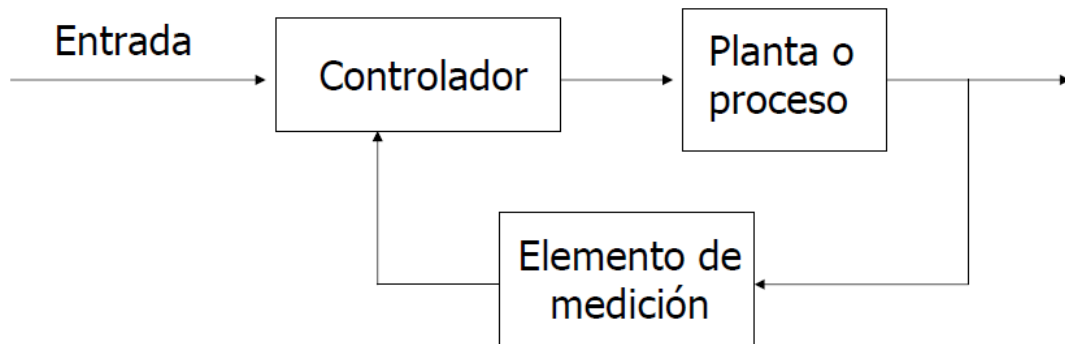 Entrada
Controlador
Planta o
proceso
Elemento de
medición